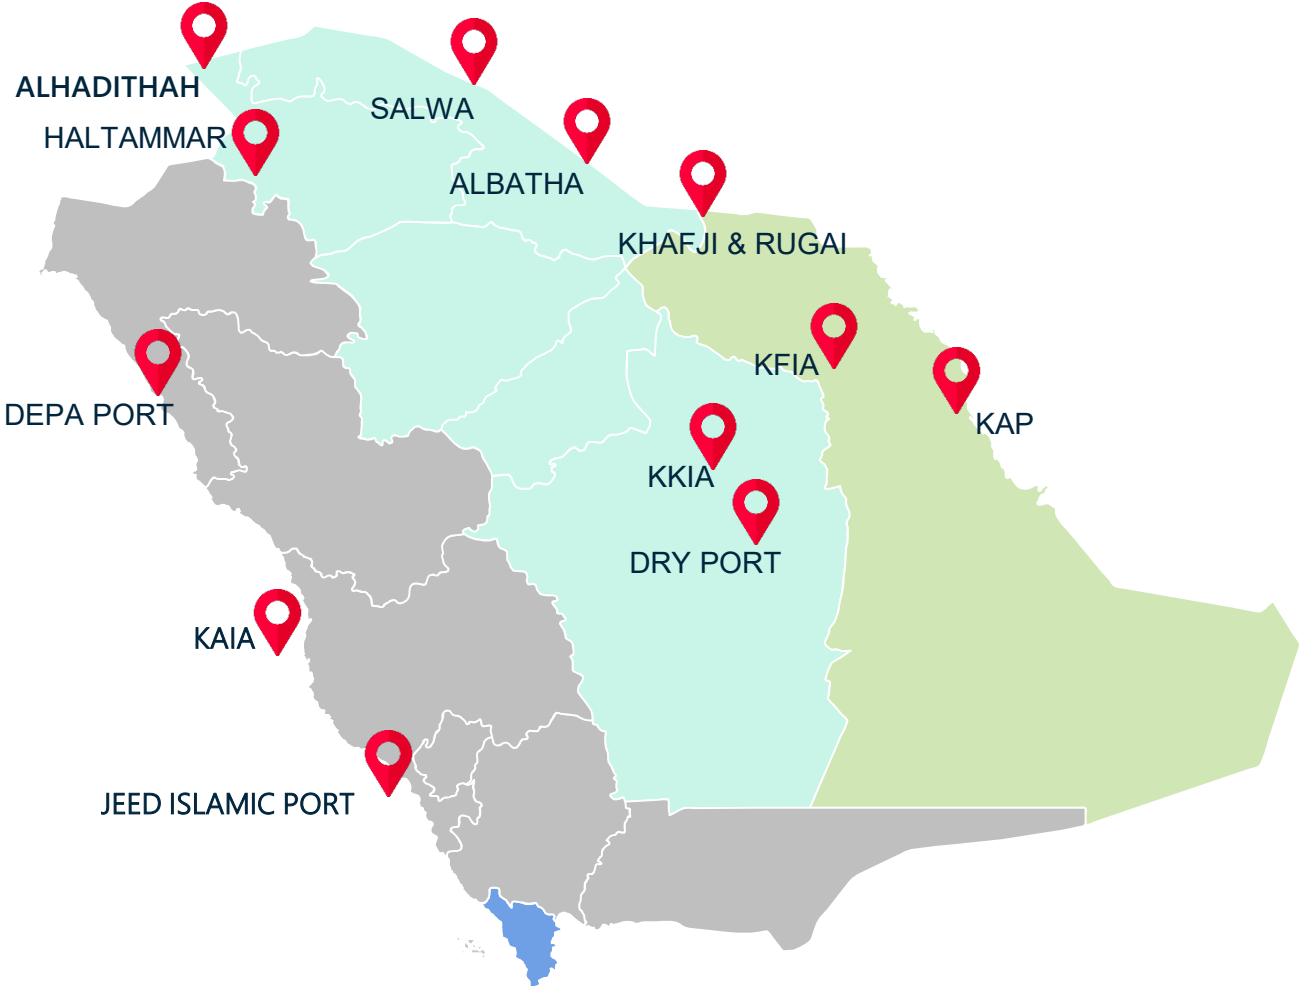 ALHADITHAH
SALWA
HALTAMMAR
ALBATHA
KHAFJI & RUGAI
KFIA
DEPA PORT
KAP
KKIA
DRY PORT
KAIA
JEED ISLAMIC PORT